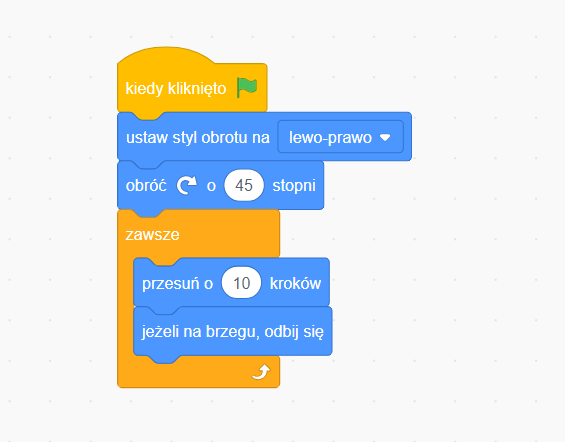 kiedy kliknięto
ustaw styl obrotu na lewo-prawo
obróć o 45 stopni
zawsze
przesuń o 10 kroków
jeżeli na brzegu, odbij się